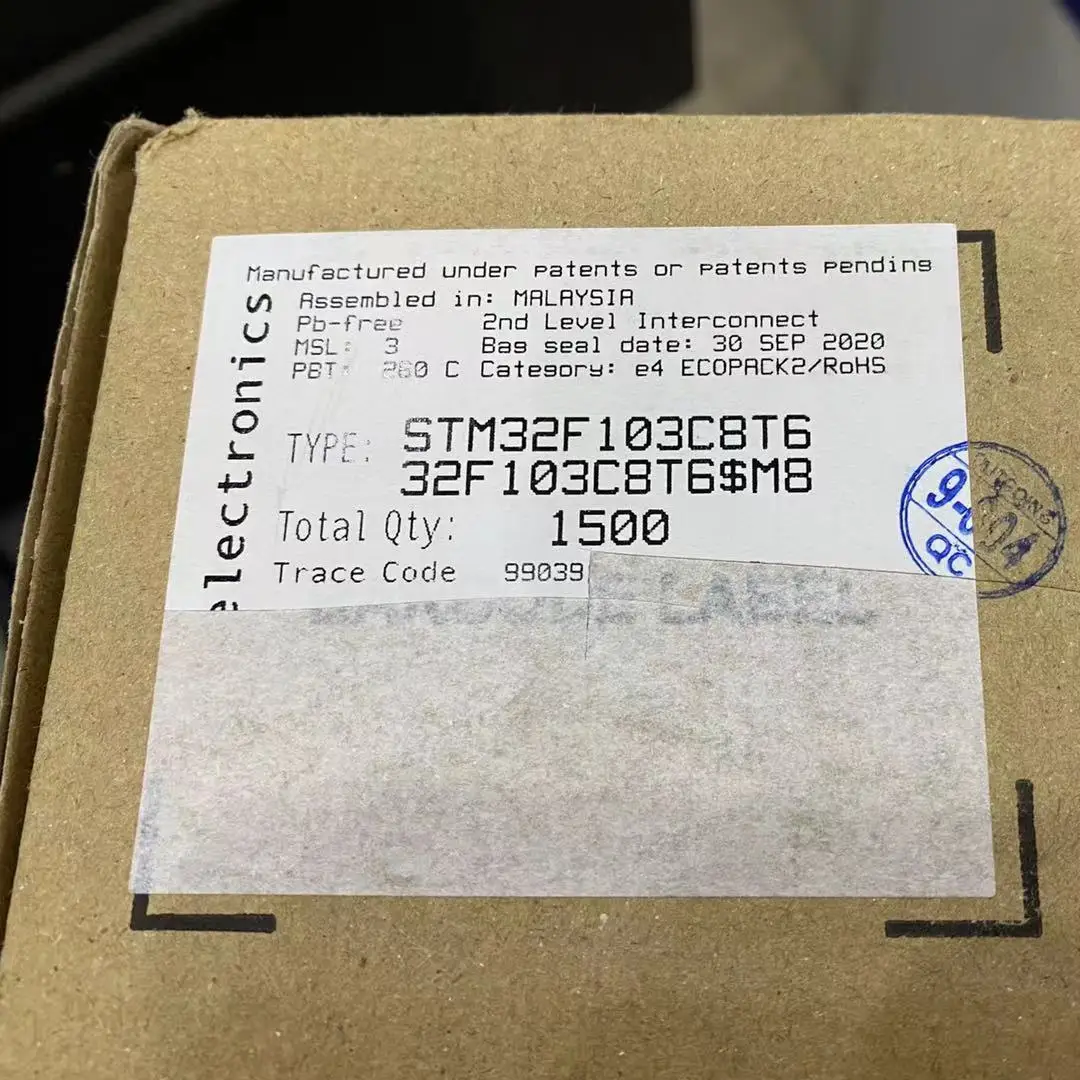 Manufactured under patents or patents pending
Assembled in: MALAYSIA
Pb-free 2nd Level Interconnect
MSL: 3 Bag seal date: 30 SEP 2020
PBT: 260 C Category: e4 ECOPACK2/RoHS
electronics
TYPE: STM32F103C8T6
32F103C8T6$M8
Total Qty: 1500
Trace Code 99039
LABEL
QC